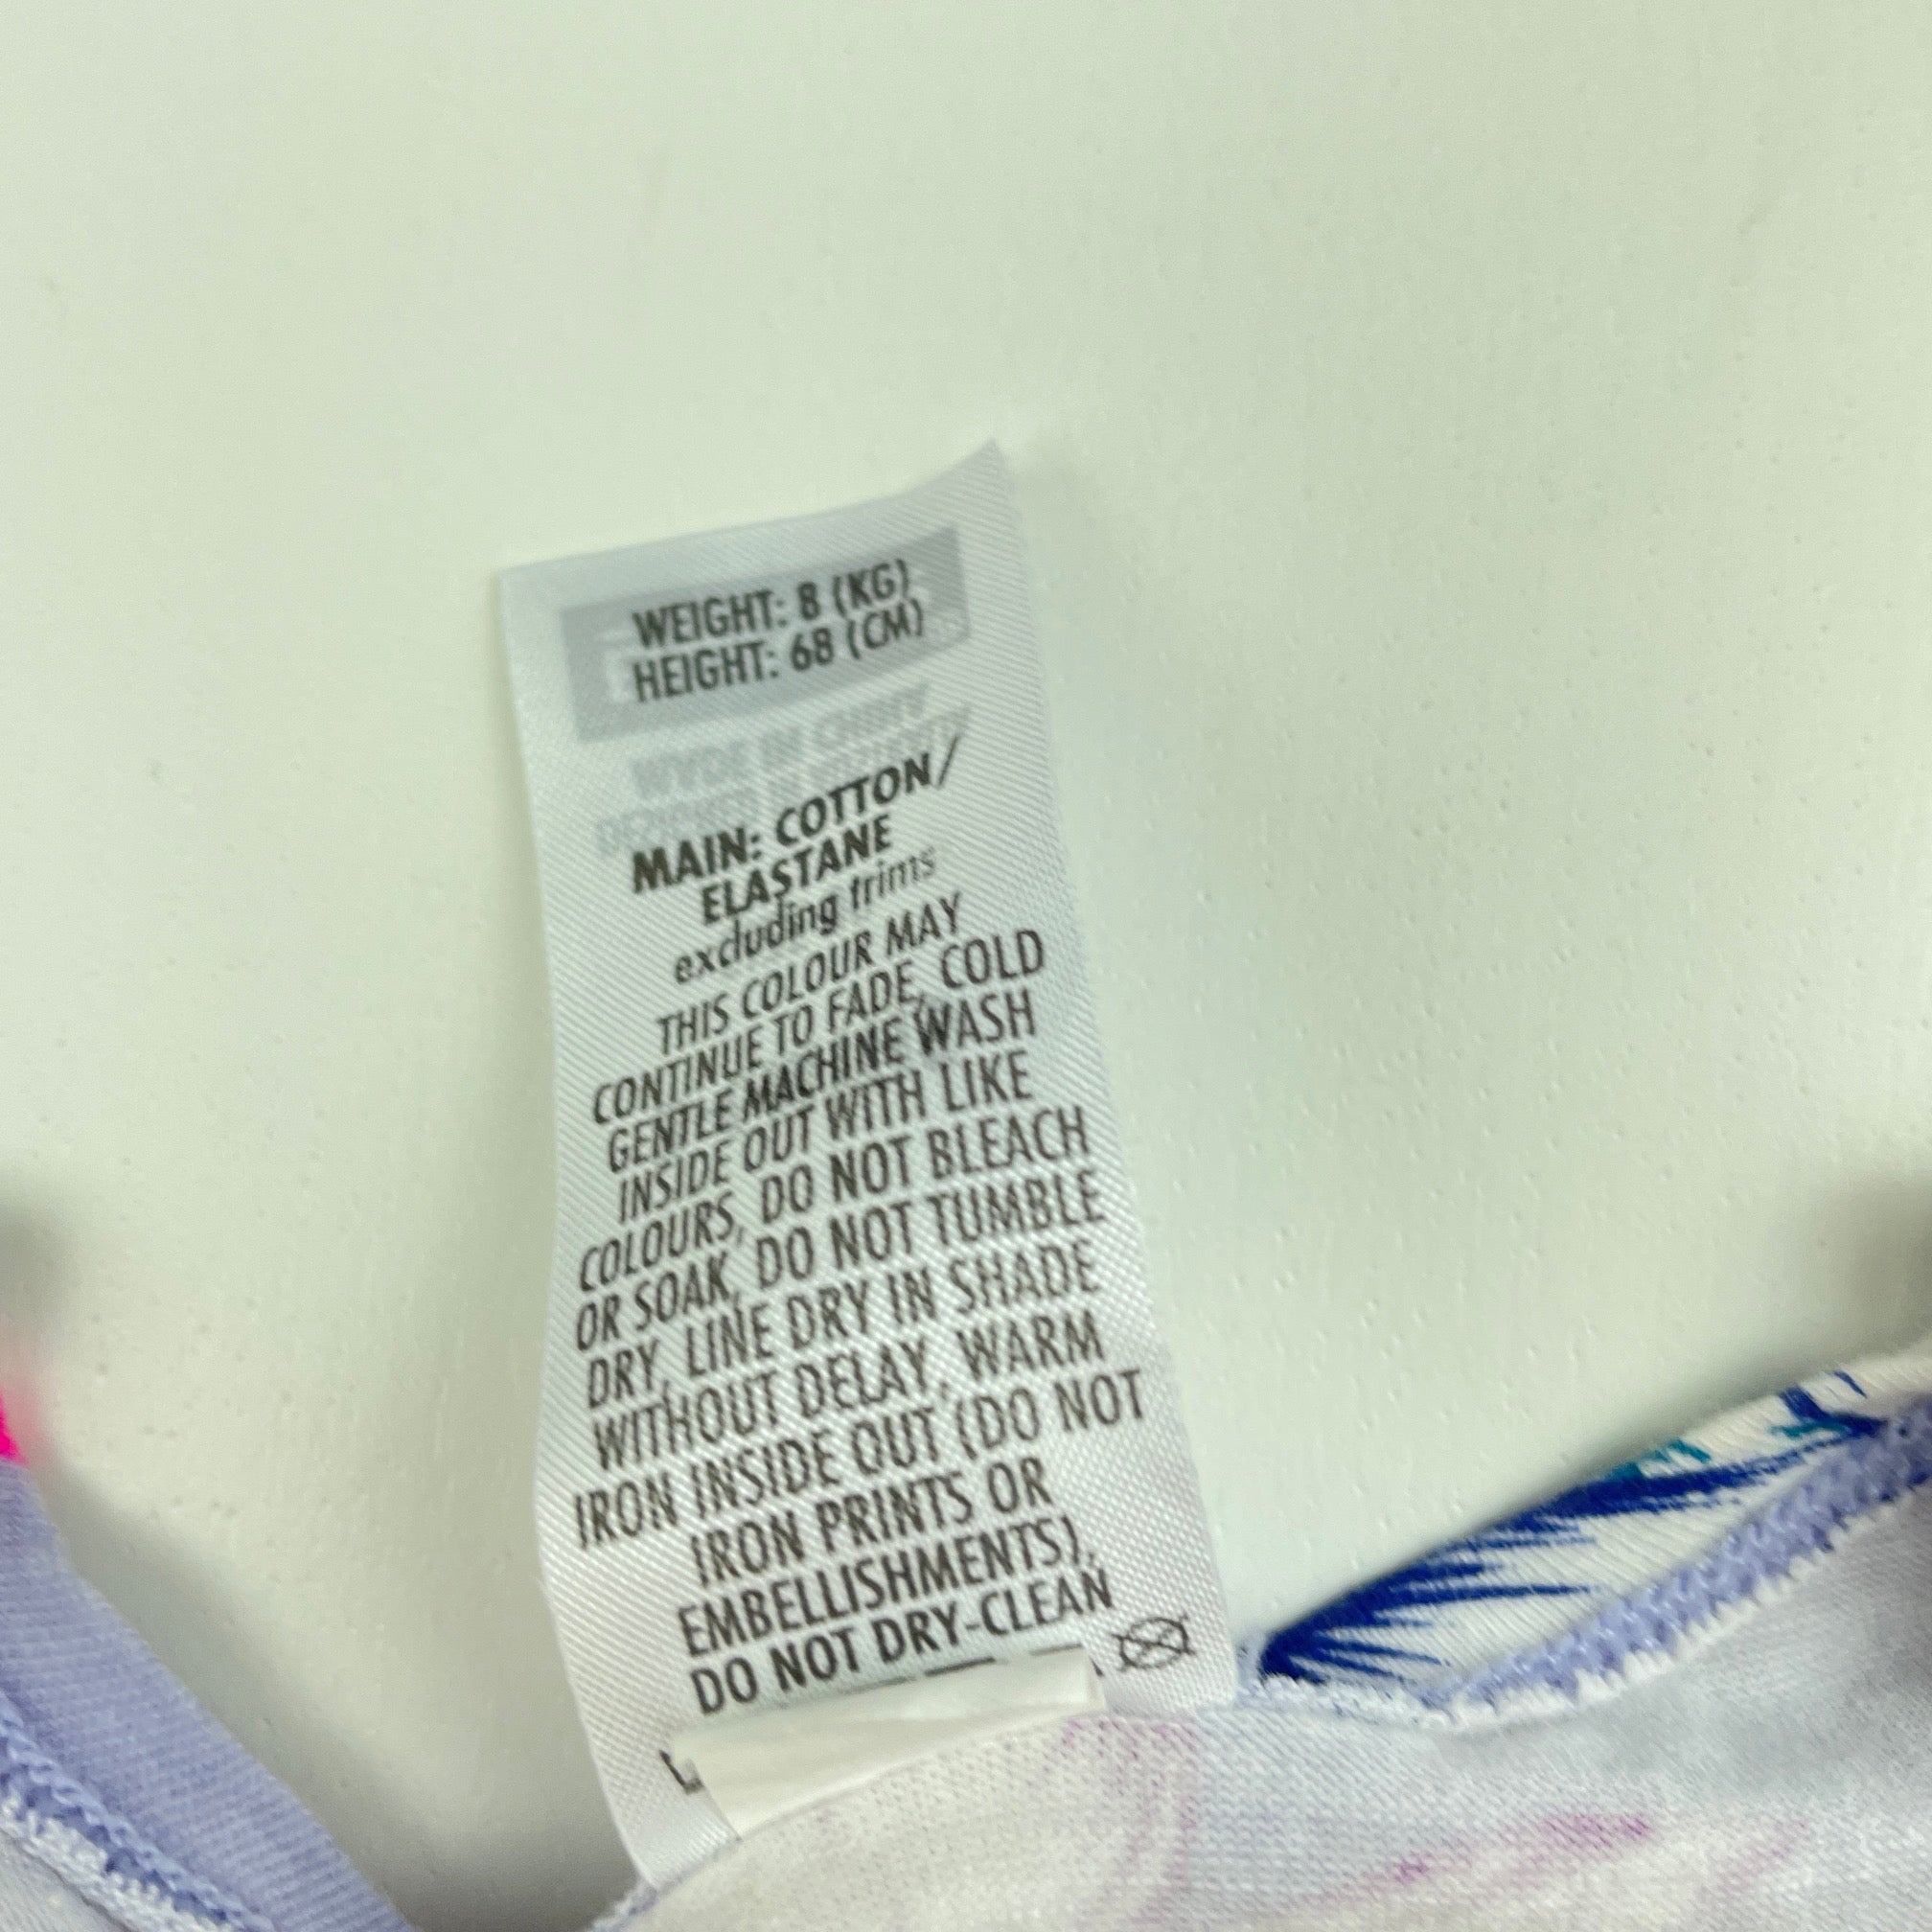 WEIGHT: 8 (KG)
HEIGHT: 68 (CM)
MAIN: COTTON/
ELASTANE
excluding trims
THIS COLOUR MAY
CONTINUE TO FADE, COLD
GENTLE MACHINE WASH
INSIDE OUT WITH LIKE
COLOURS, DO NOT BLEACH
OR SOAK, DO NOT TUMBLE
DRY, LINE DRY IN SHADE
WITHOUT DELAY, WARM
IRON INSIDE OUT (DO NOT
IRON PRINTS OR
EMBELLISHMENTS),
DO NOT DRY-CLEAN